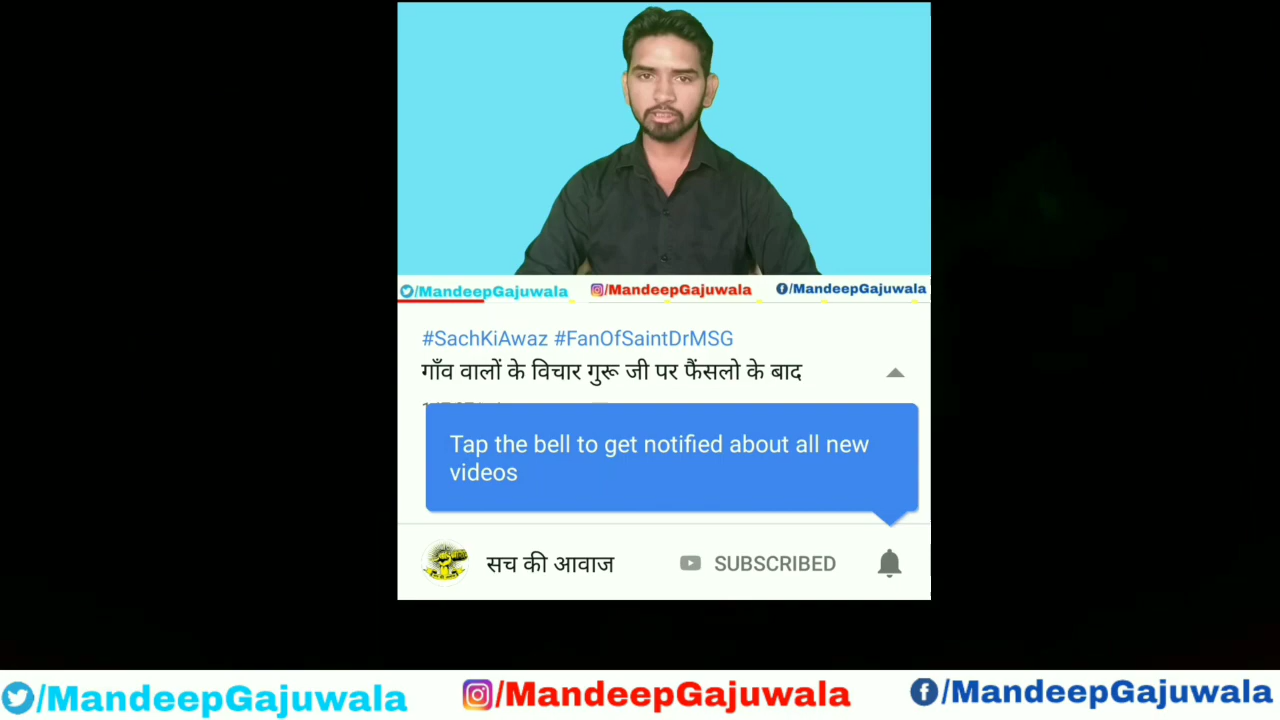 /MandeepGajuwala /MandeepGajuwala /MandeepGajuwala
#SachKiAwaz #FanOfSaintDrMSG
गाँव वालों के विचार गुरू जी पर फैंसलो के बाद
Tap the bell to get notified about all new
videos
सच की आवाज SUBSCRIBED
/MandeepGajuwala /MandeepGajuwala /MandeepGajuwala